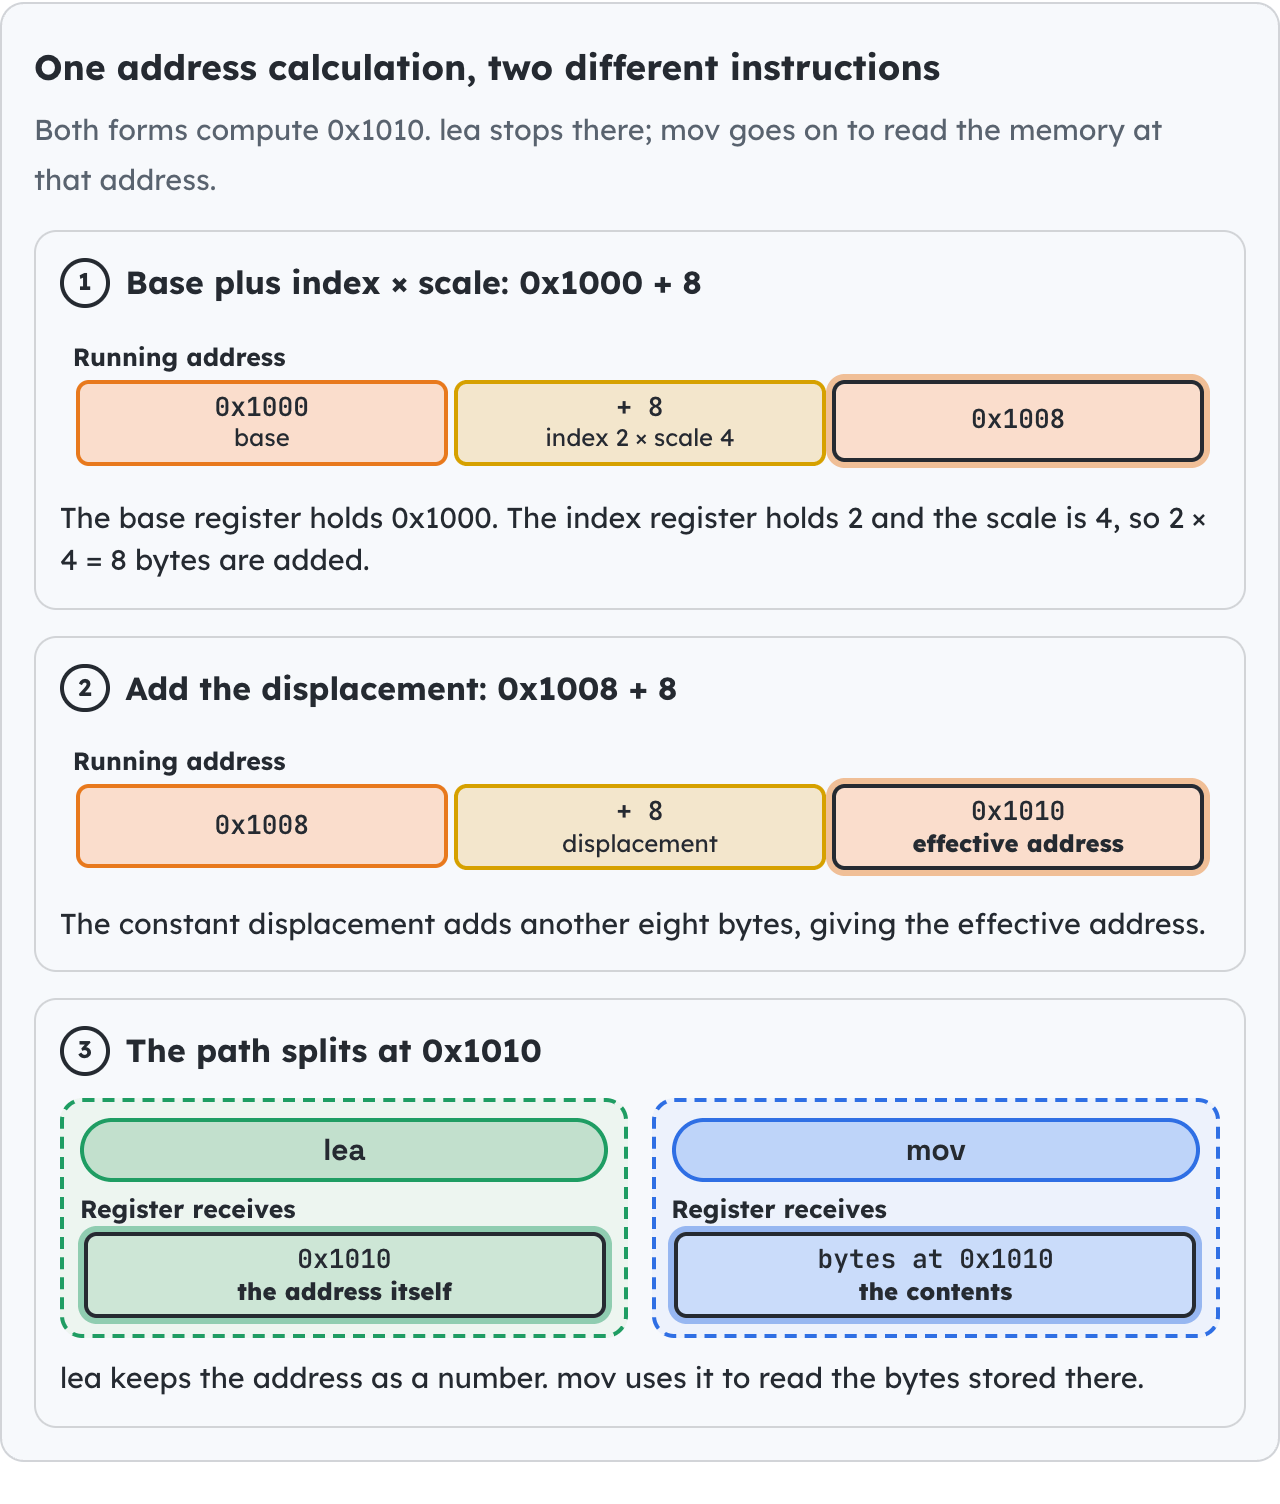 One address calculation, two different instructions
Both forms compute 0x1010. lea stops there; mov goes on to read the memory at
that address.
1 Base plus index × scale: 0x1000 + 8
Running address
0x1000
base
+ 8
index 2 × scale 4
0x1008
The base register holds 0x1000. The index register holds 2 and the scale is 4, so 2 ×
4 = 8 bytes are added.
2 Add the displacement: 0x1008 + 8
Running address
0x1008
+ 8
displacement
0x1010
effective address
The constant displacement adds another eight bytes, giving the effective address.
3 The path splits at 0x1010
lea
Register receives
0x1010
the address itself
mov
Register receives
bytes at 0x1010
the contents
lea keeps the address as a number. mov uses it to read the bytes stored there.